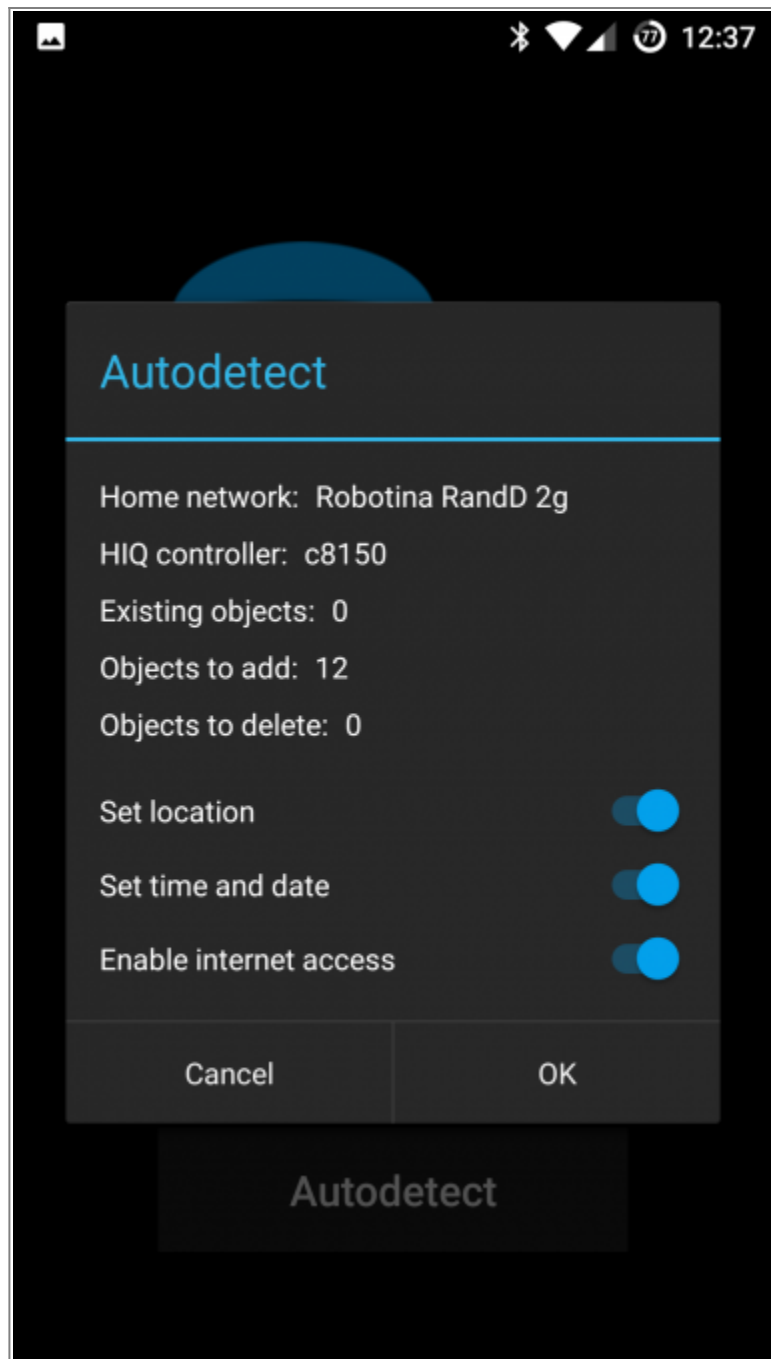 77 12:37
Autodetect
Home network: Robotina RandD 2g
HIQ controller: c8150
Existing objects: 0
Objects to add: 12
Objects to delete: 0
Set location
Set time and date
Enable internet access
Cancel OK
Autodetect